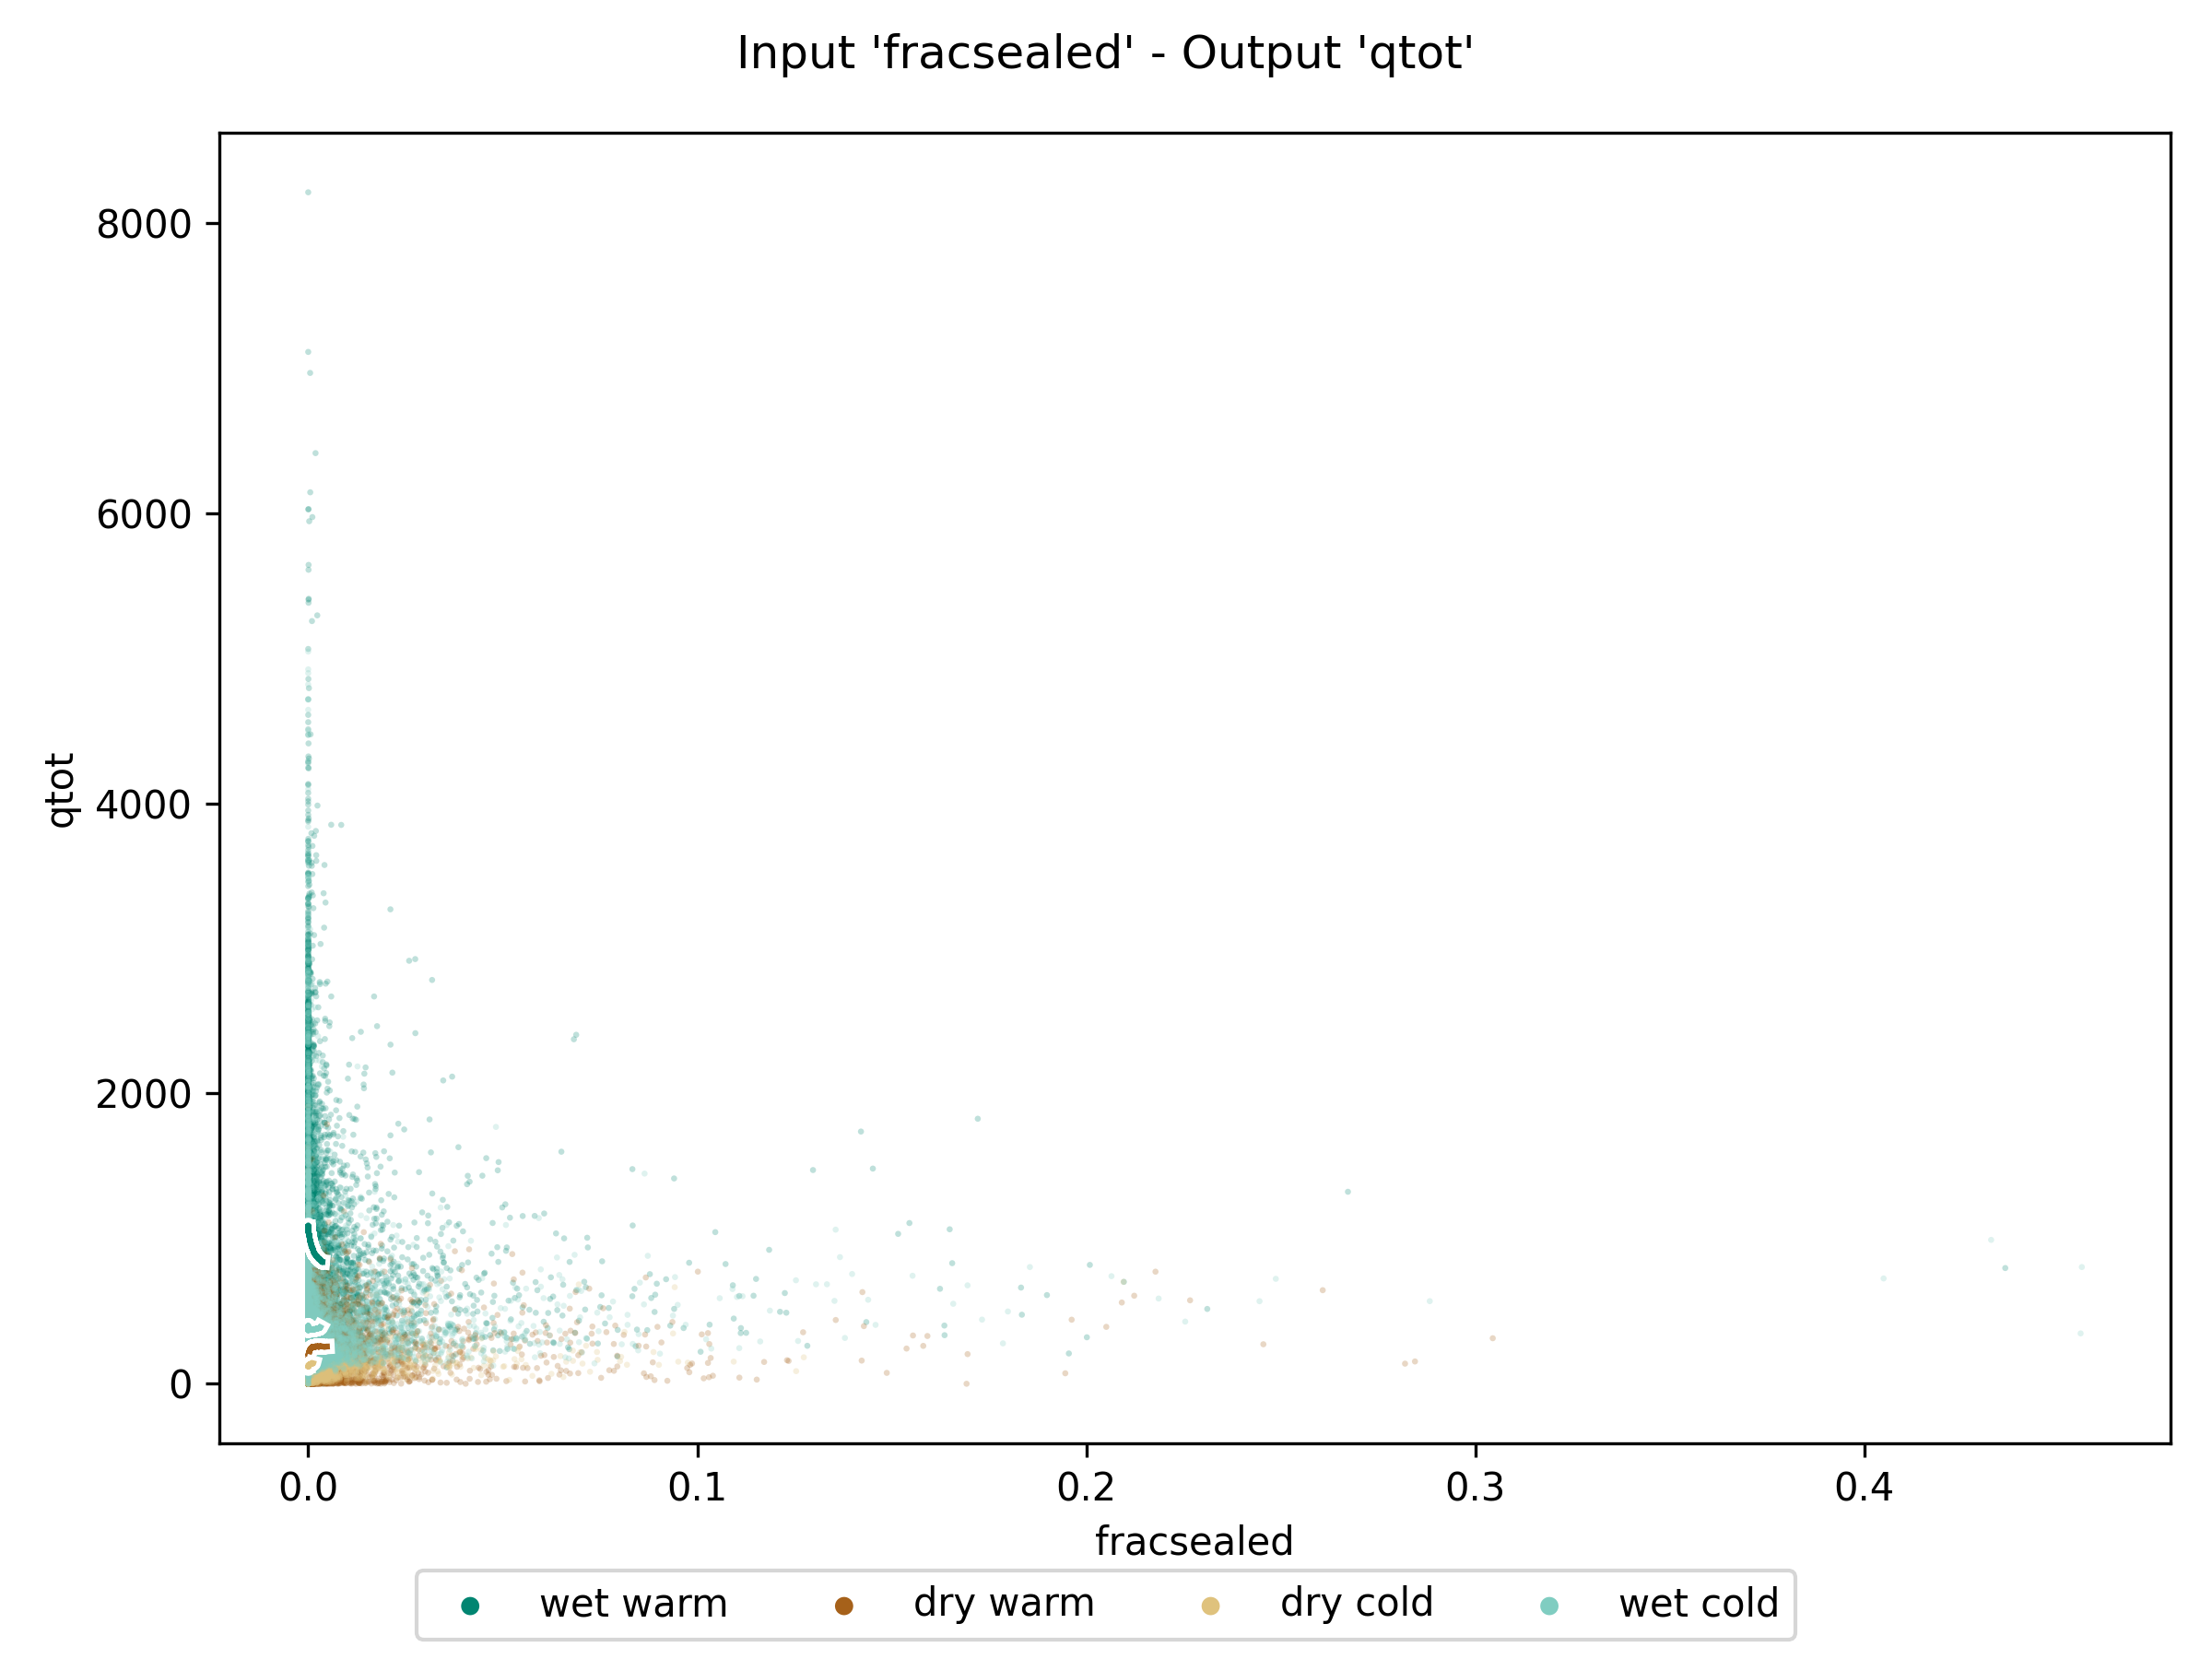 Input 'fracsealed' - Output 'qtot'
8000
6000
4000
2000
0
qtot
0.0 0.1 0.2 0.3 0.4
fracsealed
wet warm dry warm dry cold wet cold